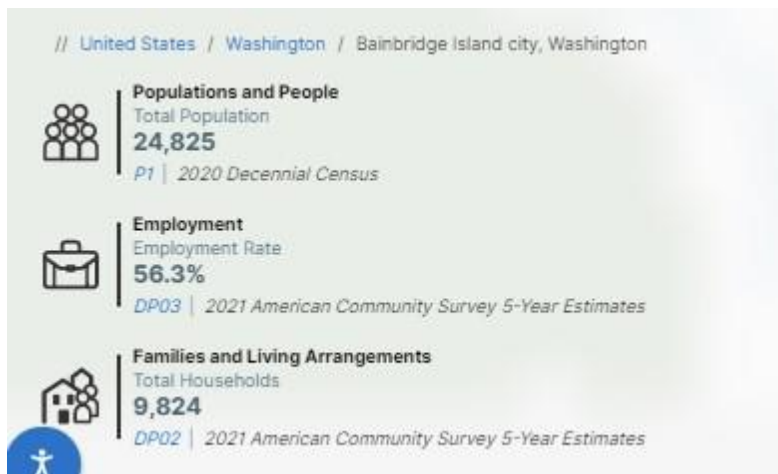 // United States / Washington / Bainbridge Island city, Washington
Populations and People
Total Population
24,825
P1 | 2020 Decennial Census
Employment
Employment Rate
56.3%
DP03 | 2021 American Community Survey 5-Year Estimates
Families and Living Arrangements
Total Households
9,824
DP02 | 2021 American Community Survey 5-Year Estimates